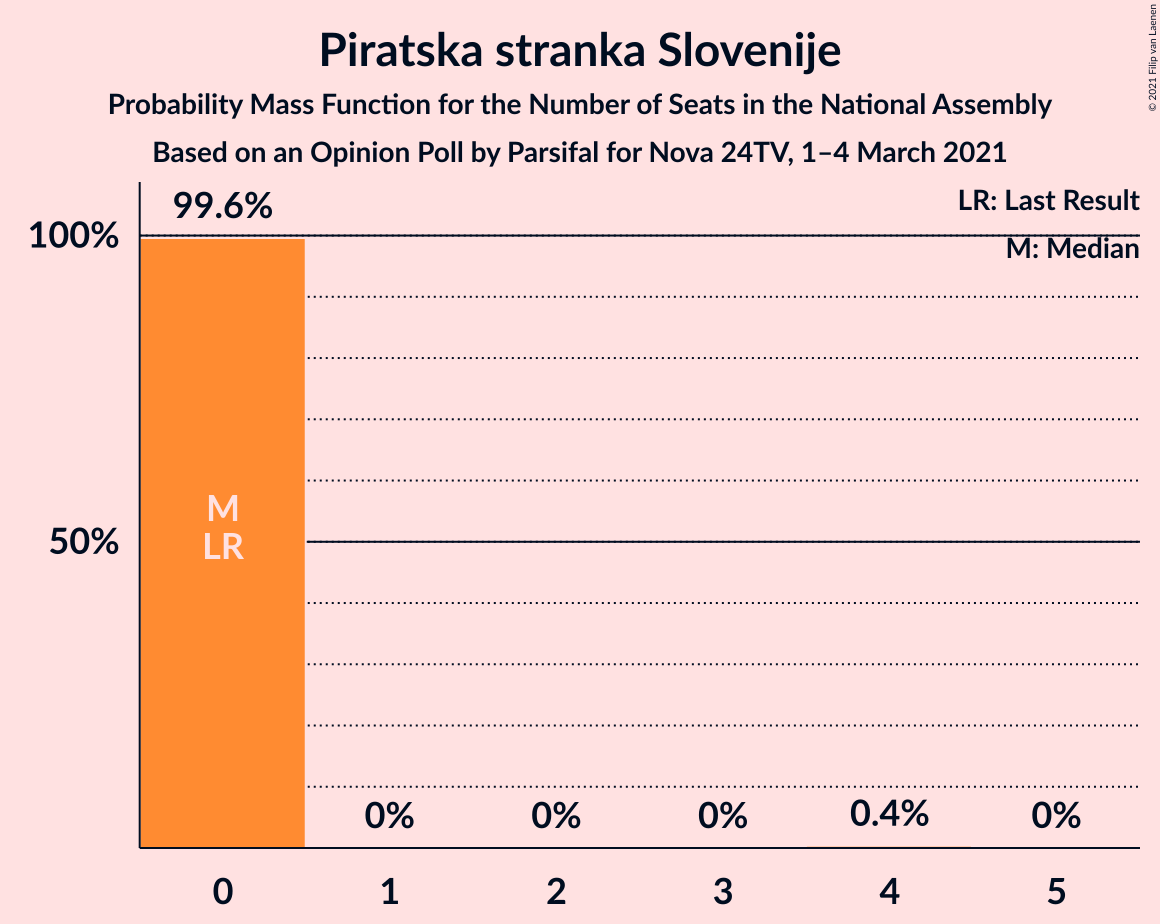 Piratska stranka Slovenije
Probability Mass Function for the Number of Seats in the National Assembly
Based on an Opinion Poll by Parsifal for Nova 24TV, 1–4 March 2021
© 2021 Filip van Laenen
LR: Last Result
M: Median
99.6%
100%
50%
M
LR
0%
0%
0%
0.4%
0%
0
1
2
3
4
5